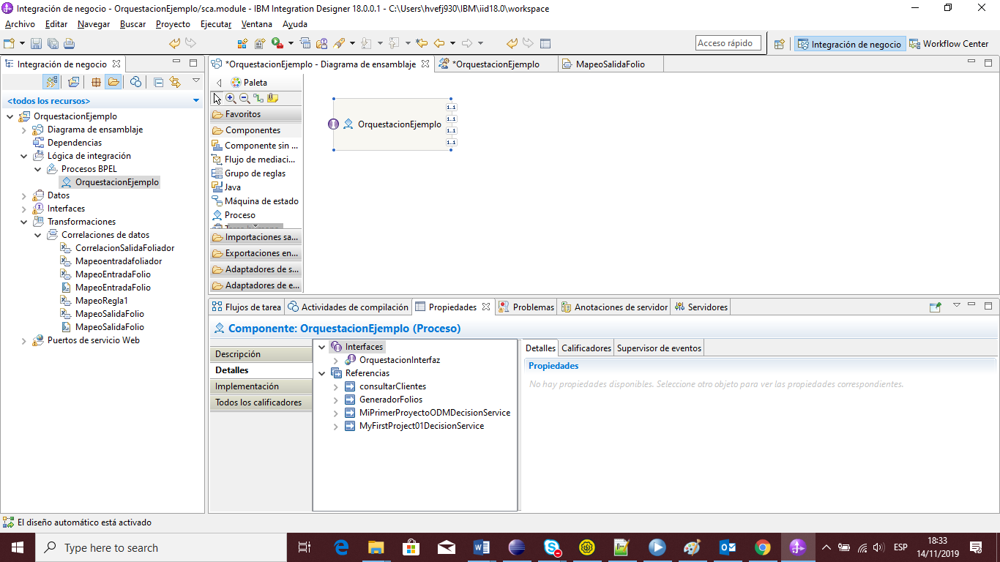 Integración de negocio - OrquestacionEjemplo/sca.module - IBM Integration Designer 18.0.0.1 - C:\Users\hvefj930\IBM\iid18.0\workspace
Archivo Editar Navegar Buscar Proyecto Ejecutar Ventana Ayuda
Acceso rápido
Integración de negocio
Workflow Center
Integración de negocio
<todos los recursos>
OrquestacionEjemplo
Diagrama de ensamblaje
Dependencias
Lógica de integración
Procesos BPEL
OrquestacionEjemplo
Datos
Interfaces
Transformaciones
Correlaciones de datos
CorrelacionSalidaFoliador
Mapeoentradafoliador
MapeoEntradaFolio
MapeoEntradaFolio
MapeoRegla1
MapeoSalidaFolio
MapeoSalidaFolio
Puertos de servicio Web
*OrquestacionEjemplo - Diagrama de ensamblaje
*OrquestacionEjemplo
MapeoSalidaFolio
Paleta
Favoritos
Componentes
Componente sin ...
Flujo de mediaci...
Grupo de reglas
Java
Máquina de estado
Proceso
Importaciones sa...
Exportaciones en...
Adaptadores de s...
Adaptadores de e...
OrquestacionEjemplo
1..1
1..1
1..1
1..1
Flujos de tarea
Actividades de compilación
Propiedades
Problemas
Anotaciones de servidor
Servidores
Componente: OrquestacionEjemplo (Proceso)
Descripción
Detalles
Implementación
Todos los calificadores
Interfaces
OrquestacionInterfaz
Referencias
consultarClientes
GeneradorFolios
MiPrimerProyectoODMDecisionService
MyFirstProject01DecisionService
Detalles
Calificadores
Supervisor de eventos
Propiedades
No hay propiedades disponibles. Seleccione otro objeto para ver las propiedades correspondientes.
El diseño automático está activado
Type here to search
ESP
18:33
14/11/2019